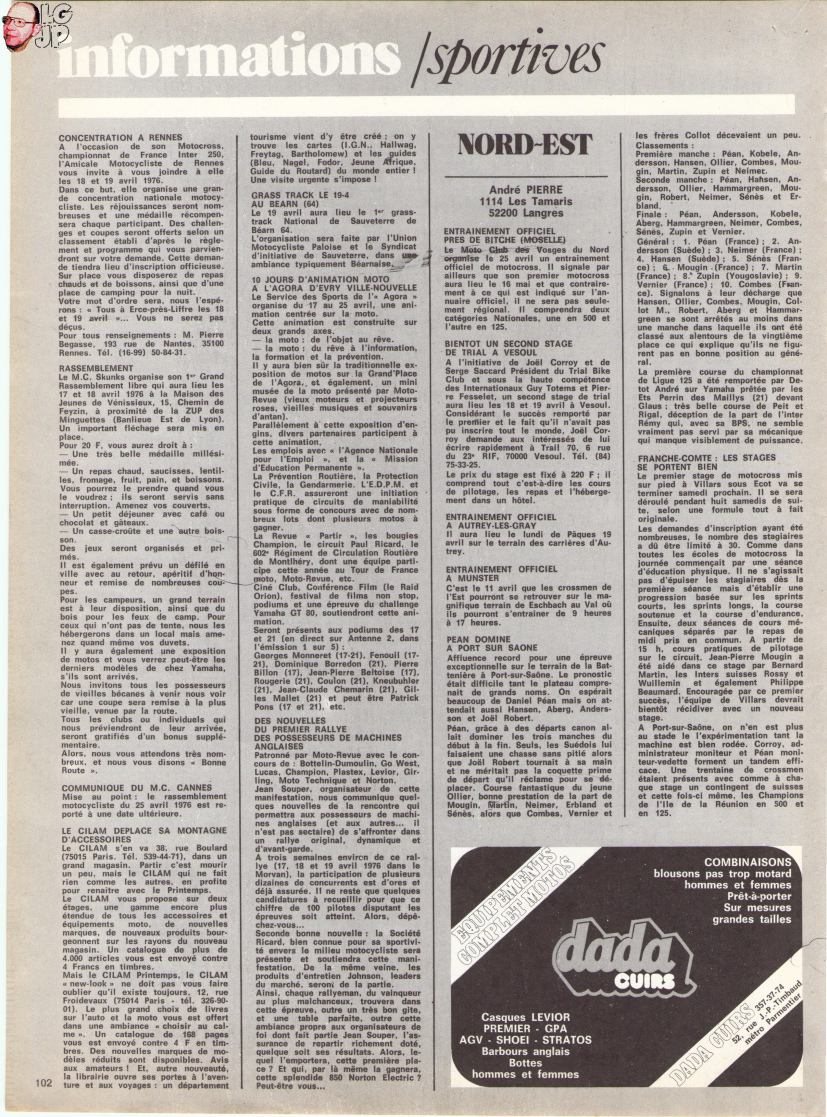 LG
JP
informations /sportives
CONCENTRATION A RENNES
A l'occasion de son Motocross,
championnat de France Inter 250,
l'Amicale Motocycliste de Rennes
vous invite à vous joindre à elle
les 18 et 19 avril 1976.
Dans ce but, elle organise une gran-
de concentration nationale motocy-
cliste. Les réjouissances seront nom-
breuses et une médaille récompen-
sera chaque participant. Des challen-
ges et coupes seront offerts selon un
classement établi d'après le règle-
ment et programme qui vous parvien-
dront sur votre demande. Cette deman-
de tiendra lieu d'inscription officieuse.
Sur place vous disposerez de repas
chauds et de boissons, ainsi que d'une
place de camping pour la nuit.
Votre mot d'ordre sera, nous l'espé-
rons : « Tous à Erce-près-Liffre les 18
et 19 avril »... Vous ne serez pas
déçus.
Pour tous renseignements : M. Pierre
Begasse, 193 rue de Nantes, 35100
Rennes. Tél. (16-99) 50-84-31.
RASSEMBLEMENT
Le M.C. Skunks organise son 1er Grand
Rassemblement libre qui aura lieu les
17 et 18 avril 1976 à la Maison des
Jeunes de Vénissieux, 15, Chemin de
Feyzin, à proximité de la ZUP des
Minguettes (Banlieue Est de Lyon).
Un important fléchage sera mis en
place.
Pour 20 F, vous aurez droit à :
— Une très belle médaille millési-
mée.
— Un repas chaud, saucisses, lentil-
les, fromage, fruit, pain, et boissons.
Vous pourrez le prendre quand vous
le voudrez ; ils seront servis sans
interruption. Amenez vos couverts.
— Un petit déjeuner avec café ou
chocolat et gâteaux.
— Un casse-croûte et une autre bois-
son.
Des jeux seront organisés et pri-
més.
Il est également prévu un défilé en
ville avec au retour, apéritif d'hon-
neur et remise de nombreuses cou-
pes.
Pour les campeurs, un grand terrain
est à leur disposition, ainsi que du
bois pour les feux de camp. Pour
ceux qui n'ont pas de tente, nous les
hébergerons dans un local mais ame-
nez quand même vos duvets.
Il y aura également une exposition
de motos et vous verrez peut-être les
derniers modèles de chez Yamaha,
s'ils sont arrivés.
Nous invitons tous les possesseurs
de vieilles bécanes à venir nous voir
car une coupe sera remise à la plus
vieille, venue par la route.
Tous les clubs ou individuels qui
nous préviendront de leur arrivée,
seront gratifiés d'un bonus supplé-
mentaire.
Alors, nous vous attendons très nom-
breux, et nous vous disons « Bonne
Route ».
COMMUNIQUE DU M.C. CANNES
Mise au point : le rassemblement
motocycliste du 25 avril 1976 est re-
porté à une date ultérieure.
LE CILAM DEPLACE SA MONTAGNE
D'ACCESSOIRES
Le CILAM s'en va 38, rue Boulard
(75015 Paris. Tél. 539-44-71), dans un
grand magasin. Partir c'est mourir
un peu, mais le CILAM qui ne fait
rien comme les autres, en profite
pour renaître avec le Printemps.
Le CILAM vous propose sur deux
étages, une gamme encore plus
étendue de tous les accessoires et
équipements moto, de nouvelles
marques, de nouveaux produits bour-
geonnent sur les rayons du nouveau
magasin. Un catalogue de plus de
4.000 articles vous est envoyé contre
4 Francs en timbres.
Mais le CILAM Printemps, le CILAM
« new-look » ne doit pas vous faire
oublier qu'il existe toujours, 12, rue
Froidevaux (75014 Paris - tél. 326-90-
01). Le plus grand choix de livres
sur l'auto et la moto vous est offert
dans une ambiance « choisir au cal-
me ». Un catalogue de 168 pages
vous est envoyé contre 4 F en tim-
bres. Des nouvelles marques de mo-
dèles réduits sont disponibles. Avis
aux amateurs ! Et, autre nouveauté,
la librairie ouvre ses portes à l'aven-
ture et aux voyages : un département
tourisme vient d'y être créé : on y
trouve les cartes (I.G.N., Hallwag,
Freytag, Bartholomew) et les guides
(Bleu, Nagel, Fodor, Jeune Afrique,
Guide du Routard) du monde entier !
Une visite urgente s'impose !
GRASS TRACK LE 19-4
AU BEARN (64)
Le 19 avril aura lieu le 1er grass-
track National de Sauveterre de
Béarn 64.
L'organisation sera faite par l'Union
Motocycliste Paloise et le Syndicat
d'initiative de Sauveterre, dans une
ambiance typiquement Béarnaise.
10 JOURS D'ANIMATION MOTO
A L'AGORA D'EVRY VILLE-NOUVELLE
Le Service des Sports de l'« Agora »
organise du 17 au 25 avril, une ani-
mation centrée sur la moto.
Cette animation est construite sur
deux grands axes.
— la moto : de l'objet au rêve.
— la moto : du rêve à l'information,
la formation et la prévention.
Il y aura bien sûr la traditionnelle ex-
position de motos sur la Grand'Place
de l'Agora, et également, un mini
musée de la moto présenté par Moto-
Revue (vieux moteurs et projecteurs
roses, vieilles musiques et souvenirs
d'antan).
Parallèlement à cette exposition d'en-
gins, divers partenaires participent à
cette animation.
Les emplois avec « l'Agence Nationale
pour l'Emploi », et la « Mission
d'Education Permanente ».
La Prévention Routière, la Protection
Civile, la Gendarmerie, L'E.D.P.M. et
le C.F.R. assureront une initiation
pratique de circuits de maniabilité
sous forme de concours avec de nom-
breux lots dont plusieurs motos à
gagner.
La Revue « Partir », les bougies
Champion, le circuit Paul Ricard, le
602e Régiment de Circulation Routière
de Montlhéry, dont une équipe parti-
cipe cette année au Tour de France
moto, Moto-Revue, etc.
Ciné Club, Conférence Film (le Raid
Orion), festival de films non stop,
podiums et une épreuve du challenge
Yamaha GT 80, soutiendront cette ani-
mation.
Seront présents aux podiums des 17
et 21 (en direct sur Antenne 2, dans
l'émission 1 sur 5) :
Georges Monneret (17-21), Fenouil (17-
21), Dominique Borredon (21), Pierre
Billon (17), Jean-Pierre Beltoise (17),
Rougerie (21), Coulon (21), Kneubuhler
(21), Jean-Claude Chemarin (21), Gil-
les Mallet (21) et peut être Patrick
Pons (17 et 21), etc.
DES NOUVELLES
DU PREMIER RALLYE
DES POSSESSEURS DE MACHINES
ANGLAISES
Patronné par Moto-Revue avec le con-
cours de : Bottelin-Dumoulin, Go West,
Lucas, Champion, Plastex, Levior, Gir-
ling, Moto Technique et Norton,
Jean Souper, organisateur de cette
manifestation, nous communique quel-
ques nouvelles de la rencontre qui
permettra aux possesseurs de machi-
nes anglaises (et aux autres... Il
n'est pas sectaire) de s'affronter dans
un rallye original, dynamique et
d'avant-garde.
A trois semaines environ de ce ral-
lye (17, 18 et 19 avril 1976 dans le
Morvan), la participation de plusieurs
dizaines de concurrents est d'ores et
déjà assurée. Il ne reste que quelques
candidatures à recueillir pour que ce
chiffre de 100 pilotes disputant les
épreuves soit atteint. Alors, dépê-
chez-vous...
Seconde bonne nouvelle : la Société
Ricard, bien connue pour sa sportivi-
té envers le milieu motocycliste sera
présente et soutiendra cette mani-
festation. De la même veine, les
produits d'entretien Johnson, leaders
du marché, seront de la partie.
Ainsi, chaque rallyeman, du vainqueur
au plus malchanceux, trouvera dans
cette épreuve, outre un très bon gîte,
et une table parfaite, outre cette
ambiance propre aux organisateurs de
foi dont fait partie Jean Souper, l'as-
surance de repartir richement doté,
quelque soit ses résultats. Alors, le-
quel l'emportera, cette première pla-
ce ? Et qui, par là même la gagnera,
cette splendide 850 Norton Electric ?
Peut-être vous...
NORD-EST
André PIERRE
1114 Les Tamaris
52200 Langres
ENTRAINEMENT OFFICIEL
PRES DE BITCHE (MOSELLE)
Le Moto Club des Vosges du Nord
organise le 25 avril un entrainement
officiel de motocross. Il signale par
ailleurs que son premier motocross
aura lieu le 16 mai et que contraire-
ment à ce qui est indiqué sur l'an-
nuaire officiel, il ne sera pas seule-
ment régional. Il comprendra deux
catégories Nationales, une en 500 et
l'autre en 125.
BIENTOT UN SECOND STAGE
DE TRIAL A VESOUL
A l'initiative de Joël Corroy et de
Serge Saccard Président du Trial Bike
Club et sous la haute compétence
des Internationaux Guy Totems et Pier-
re Fesselet, un second stage de trial
aura lieu les 18 et 19 avril à Vesoul.
Considérant le succès remporté par
le premier et le fait qu'il n'avait pas
pu inscrire tout le monde, Joël Cor-
roy demande aux intéressés de lui
écrire rapidement à Trail 70, 6 rue
du 23e RIF, 70000 Vesoul. Tél. (84)
75-33-25.
Le prix du stage est fixé à 220 F : il
comprend tout c'est-à-dire les cours
de pilotage, les repas et l'héberge-
ment dans un hôtel.
ENTRAINEMENT OFFICIEL
A AUTREY-LES-GRAY
Il aura lieu le lundi de Pâques 19
avril sur le terrain des carrières d'Au-
trey.
ENTRAINEMENT OFFICIEL
A MUNSTER
C'est le 11 avril que les crossmen de
l'Est pourront se retrouver sur le ma-
gnifique terrain de Eschbach au Val où
ils pourront s'entraîner de 9 heures
à 17 heures.
PEAN DOMINE
A PORT SUR SAONE
Affluence record pour une épreuve
exceptionnelle sur le terrain de la Bat-
tenière à Port-sur-Saône. Le pronostic
était difficile tant le plateau compre-
nait de grands noms. On espérait
beaucoup de Daniel Péan mais on at-
tendait aussi Hansen, Aberg, Anders-
son et Joël Robert.
Péan, grâce à des départs canon al-
lait dominer les trois manches du
début à la fin. Seuls, les Suédois lui
faisaient une chasse sans pitié alors
que Joël Robert tournait à sa main
et ne méritait pas la coquette prime
de départ qu'il réclame pour se dé-
placer. Course fantastique du jeune
Ollier, bonne prestation de la part de
Mougin, Martin, Neimer, Erbland et
Sénès, alors que Combes, Vernier et
les frères Collot décevaient un peu.
Classements :
Première manche : Péan, Kobele, An-
dersson, Hansen, Ollier, Combes, Mou-
gin, Martin, Zupin et Neimer.
Seconde manche : Péan, Hansen, An-
dersson, Ollier, Hammargreen, Mou-
gin, Robert, Neimer, Sénès et Er-
bland.
Finale : Péan, Andersson, Kobele,
Aberg, Hammargreen, Neimer, Combes,
Sénès, Zupin et Vernier.
Général : 1. Péan (France) ; 2. An-
dersson (Suède) ; 3. Neimer (France) ;
4. Hansen (Suède) ; 5. Sénès (Fran-
ce) ; 6. Mougin (France) ; 7. Martin
(France) ; 8. Zupin (Yougoslavie) ; 9.
Vernier (France) ; 10. Combes (Fran-
ce). Signalons à leur décharge que
Hansen, Ollier, Combes, Mougin, Col-
lot M., Robert, Aberg et Hammar-
green se sont arrêtés au moins dans
une manche dans laquelle ils ont été
classé aux alentours de la vingtième
place ce qui explique qu'ils ne figu-
rent pas en bonne position au géné-
ral.
La première course du championnat
de Ligue 125 a été remportée par De-
tot André sur Yamaha prêtée par les
Ets Perrin des Maillys (21) devant
Glaus ; très belle course de Peit et
Rigal, déception de la part de l'Inter
Rémy qui, avec sa BPS, ne semble
vraiment pas servi par sa mécanique
qui manque visiblement de puissance.
FRANCHE-COMTE : LES STAGES
SE PORTENT BIEN
Le premier stage de motocross mis
sur pied à Villars sous Ecot va se
terminer samedi prochain. Il se sera
déroulé pendant huit samedis de sui-
te, selon une formule tout à fait
originale.
Les demandes d'inscription ayant été
nombreuses, le nombre des stagiaires
a dû être limité à 30. Comme dans
toutes les écoles de motocross la
journée commençait par une séance
d'éducation physique. Il ne s'agissait
pas d'épuiser les stagiaires dès la
première séance mais d'établir une
progression basée sur les sprints
courts, les sprints longs, la course
soutenue et la course d'endurance.
Ensuite, deux séances de cours mé-
caniques séparés par le repas de
midi pris en commun. A partir de
15 h, cours pratiques de pilotage
sur le circuit, Jean-Pierre Mougin a
été aidé dans ce stage par Bernard
Martin, les Inters suisses Rossy et
Wuillemin et également Philippe
Beaumard. Encouragée par ce premier
succès, l'équipe de Villars devrait
bientôt récidiver avec un nouveau
stage.
A Port-sur-Saône, on n'en est plus
au stade de l'expérimentation tant la
machine est bien rodée. Corroy, ad-
ministrateur moniteur et Péan moni-
teur-vedette forment un tandem effi-
cace. Une trentaine de crossmen
étaient présents avec comme à cha-
que stage un contingent de suisses
et cette fois-ci même, les Champions
de l'Ile de la Réunion en 500 et
en 125.
EQUIPEMENTS
COMPLET MOTOS
COMBINAISONS
blousons pas trop motard
hommes et femmes
Prêt-à-porter
Sur mesures
grandes tailles
dada
CUIRS
Casques LEVIOR
PREMIER - GPA
AGV - SHOEI - STRATOS
Barbours anglais
Bottes
hommes et femmes
DADA CUIRS 357-37-74
52, rue J.-P.-Timbaud
métro Parmentier
102